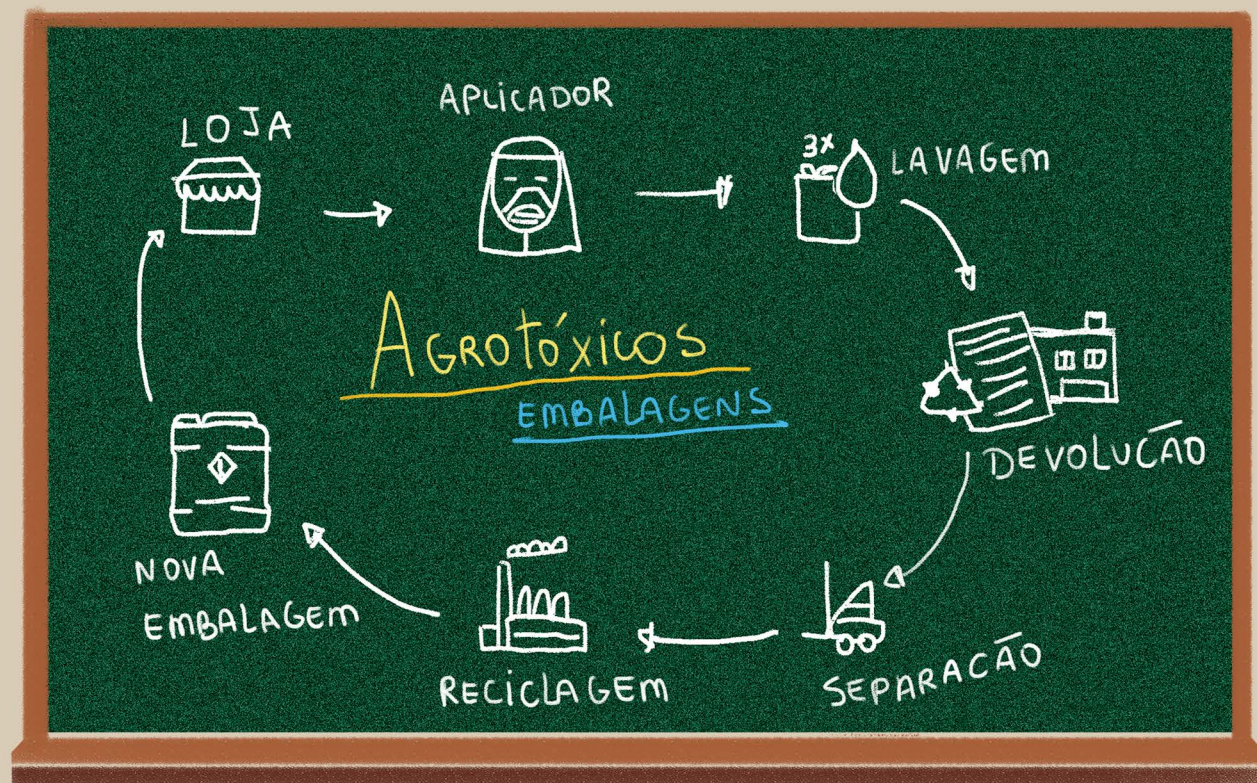 LOJA
APLICADOR
3x
LAVAGEM
AGROTÓXICOS
EMBALAGENS
DEVOLUCÃO
SEPARACÃO
RECICLAGEM
NOVA
EMBALAGEM